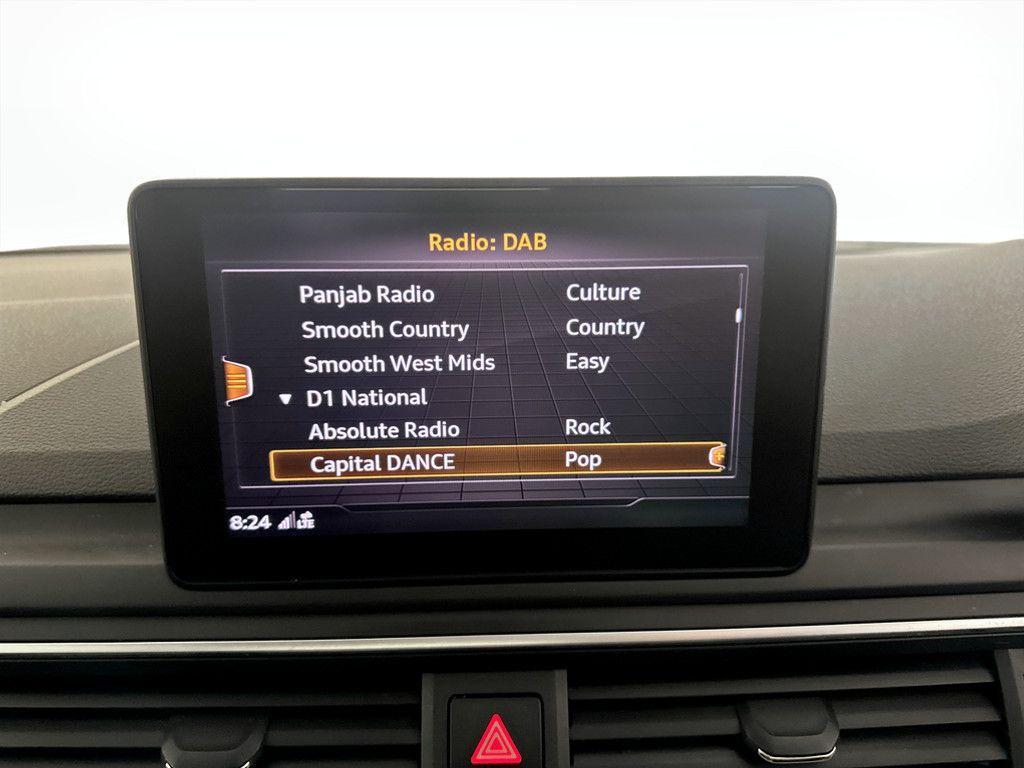 Radio: DAB
Panjab Radio Culture
Smooth Country Country
Smooth West Mids Easy
D1 National
Absolute Radio Rock
Capital DANCE Pop
8:24 LTE